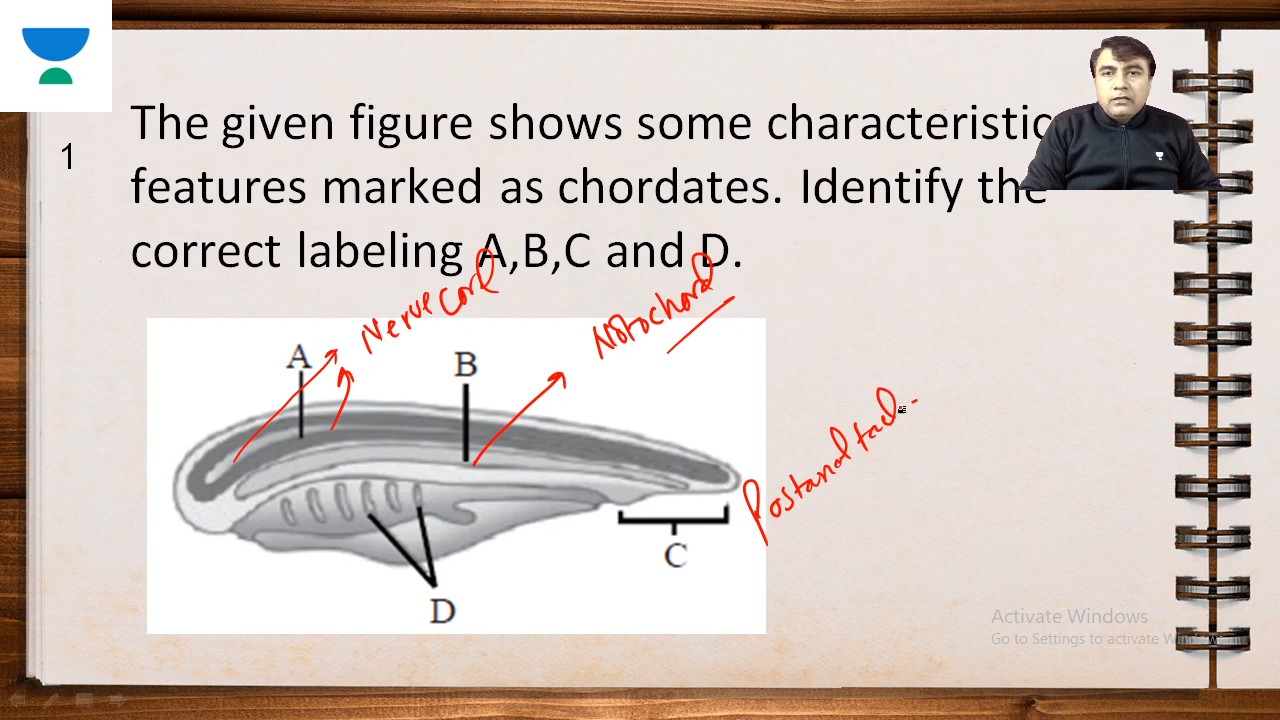 1
The given figure shows some characteristic
features marked as chordates. Identify the
correct labeling A,B,C and D.
Nerve cord
Notochord
A
B
Postanal tail
C
D
Activate Windows
Go to Settings to activate Windows